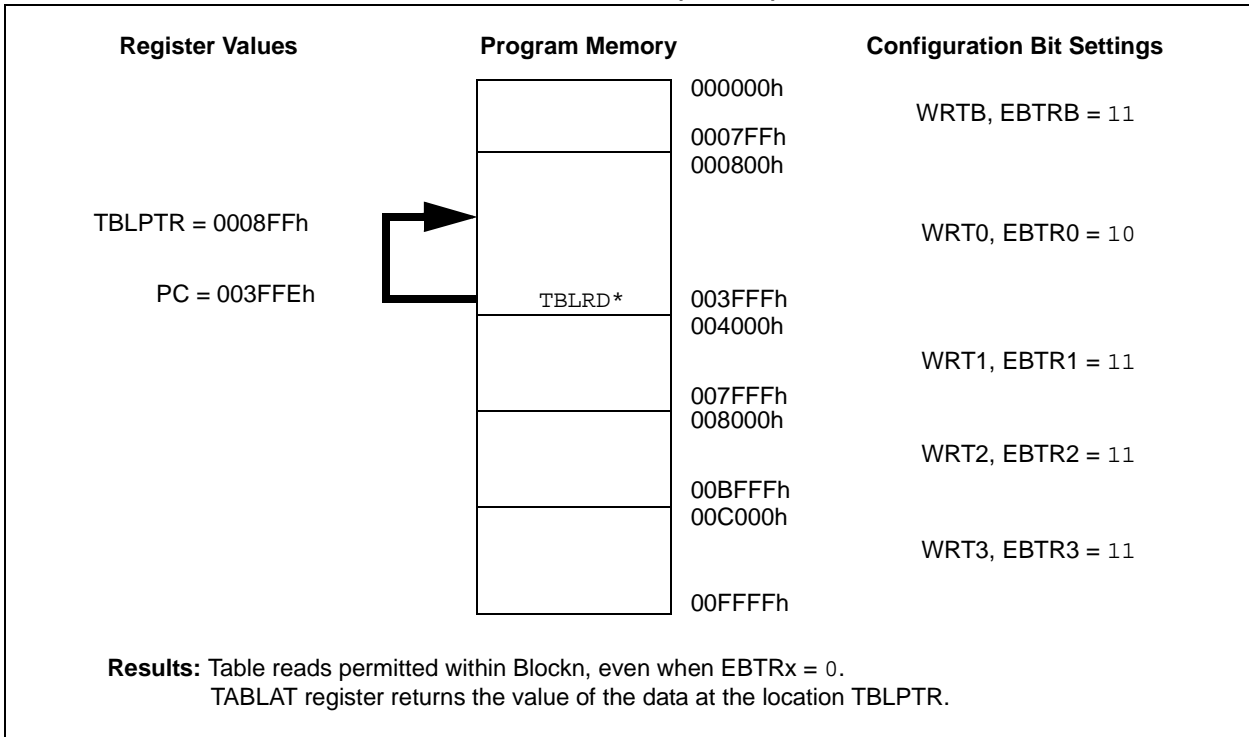 Register Values Program Memory Configuration Bit Settings
000000h
WRTB, EBTRB = 11
0007FFh
000800h
TBLPTR = 0008FFh
WRT0, EBTR0 = 10
PC = 003FFEh
TBLRD*
003FFFh
004000h
WRT1, EBTR1 = 11
007FFFh
008000h
WRT2, EBTR2 = 11
00BFFFh
00C000h
WRT3, EBTR3 = 11
00FFFFh
Results: Table reads permitted within Blockn, even when EBTRx = 0.
TABLAT register returns the value of the data at the location TBLPTR.